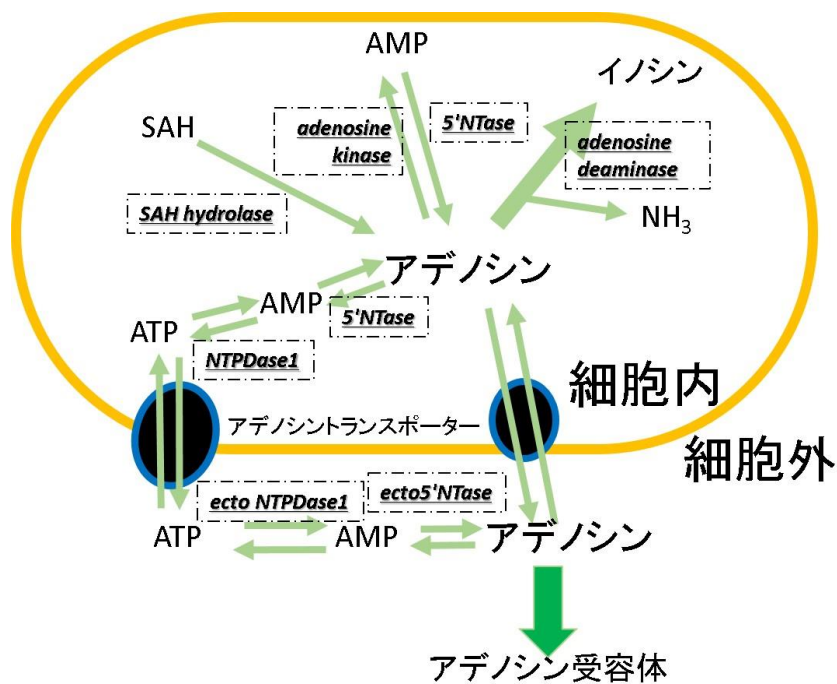 AMP
イノシン
SAH
adenosine
kinase
5'NTase
adenosine
deaminase
SAH hydrolase
NH3
アデノシン
AMP
5'NTase
ATP
NTPDase1
細胞内
アデノシントランスポーター
細胞外
ecto NTPDase1
ecto5'NTase
ATP
AMP
アデノシン
アデノシン受容体